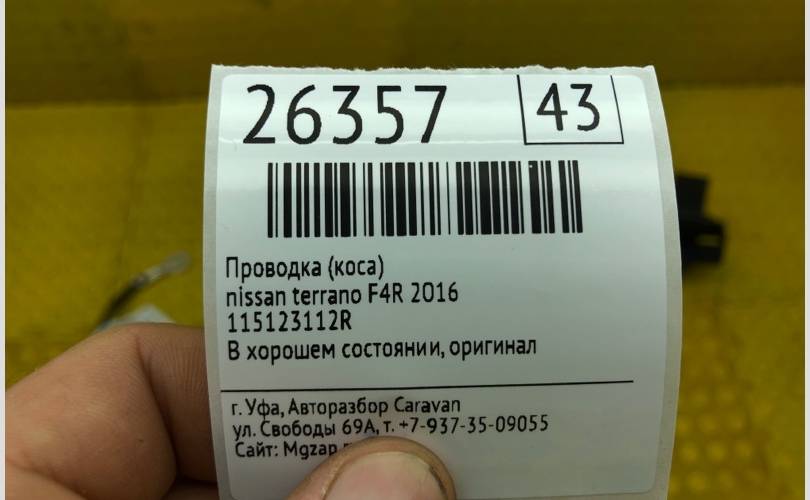 26357
43
Проводка (коса)
nissan terrano F4R 2016
115123112R
В хорошем состоянии, оригинал
г. Уфа, Авторазбор Caravan
ул. Свободы 69А, т. +7-937-35-09055
Сайт: Mgzap